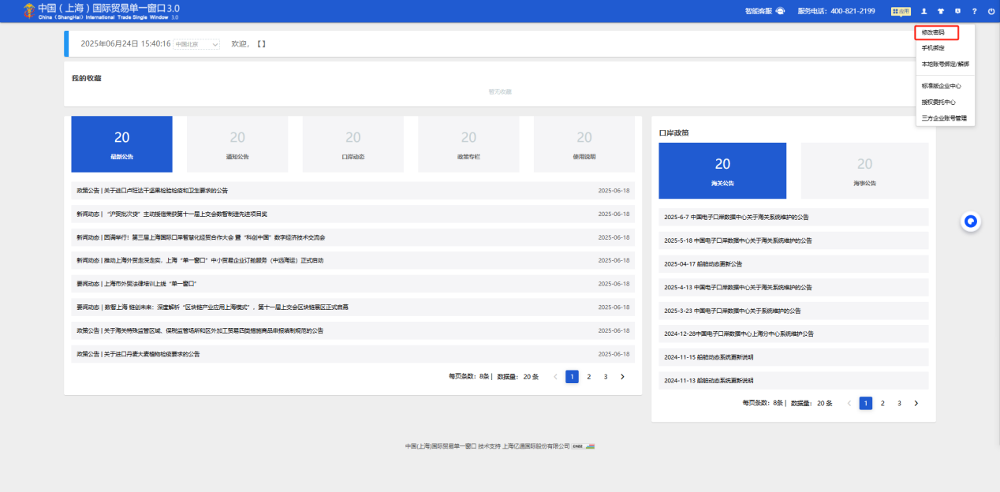 中国（上海）国际贸易单一窗口 3.0
China (ShangHai) International Trade Single Window 3.0
智能客服 服务电话：400-821-2199 应用 ?
修改密码
手机绑定
本地账号绑定/解绑
标准版企业中心
授权委托中心
三方企业账号管理
2025年06月24日 15:40:16 中国北京 欢迎，【 】
我的收藏
暂无收藏
20 最新公告
20 通知公告
20 口岸动态
20 政策专栏
20 使用说明
政策公告 | 关于进口卢旺达干坚果检验检疫和卫生要求的公告 2025-06-18
新闻动态 | “沪贸批次贷”主动授信荣获第十一届上交会数智制造先进项目奖 2025-06-18
新闻动态 | 圆满举行！第三届上海国际口岸智慧化经贸合作大会 暨“科创中国”数字经济技术交流会 2025-06-18
新闻动态 | 推动上海外贸走深走实，上海“单一窗口”中小贸易企业订舱服务（中远海运）正式启动 2025-06-18
要闻动态 | 上海市外贸法律培训上线“单一窗口” 2025-06-18
要闻动态 | 数智上海 链创未来：深度解析“区块链产业应用上海模式”，第十一届上交会区块链展区正式启幕 2025-06-18
政策公告 | 关于海关特殊监管区域、保税监管场所和区外加工贸易四类措施商品申报填制规范的公告 2025-06-18
政策公告 | 关于进口丹麦大麦植物检疫要求的公告 2025-06-18
每页条数：8条 | 数据量：20 条 < 1 2 3 >
口岸政策
20 海关公告
20 海事公告
2025-6-7 中国电子口岸数据中心关于海关系统维护的公告
2025-5-18 中国电子口岸数据中心关于海关系统维护的公告
2025-04-17 船舶动态更新公告
2025-4-13 中国电子口岸数据中心关于海关系统维护的公告
2025-3-23 中国电子口岸数据中心关于系统维护的公告
2024-12-28中国电子口岸数据中心上海分中心系统维护公告
2024-11-15 船舶动态系统更新说明
2024-11-13 船舶动态系统更新说明
每页条数：8条 | 数据量：20 条 < 1 2 3 >
中国(上海)国际贸易单一窗口 技术支持 上海亿通国际股份有限公司 CNZZ